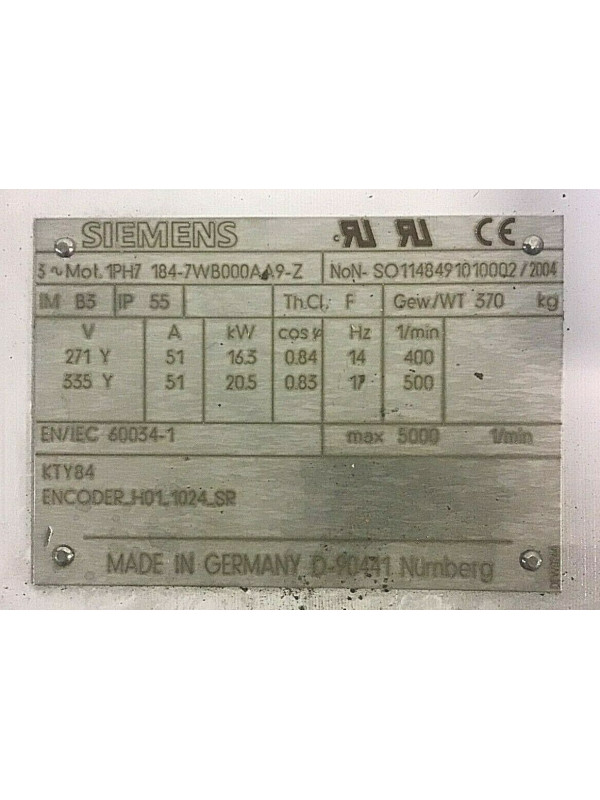 SIEMENS
3 ~ Mot. 1PH7 184-7WB000AA9-Z NoN- SO1148491010002 / 2004
IM B3 IP 55 Th.Cl. F Gew./WT 370 kg
V A kW cos φ Hz 1/min
271 Y 51 16.3 0.84 14 400
335 Y 51 20.5 0.83 17 500
EN/IEC 60034-1 max 5000 1/min
KTY84
ENCODER_H01_1024_SR
MADE IN GERMANY D-90441 Nürnberg